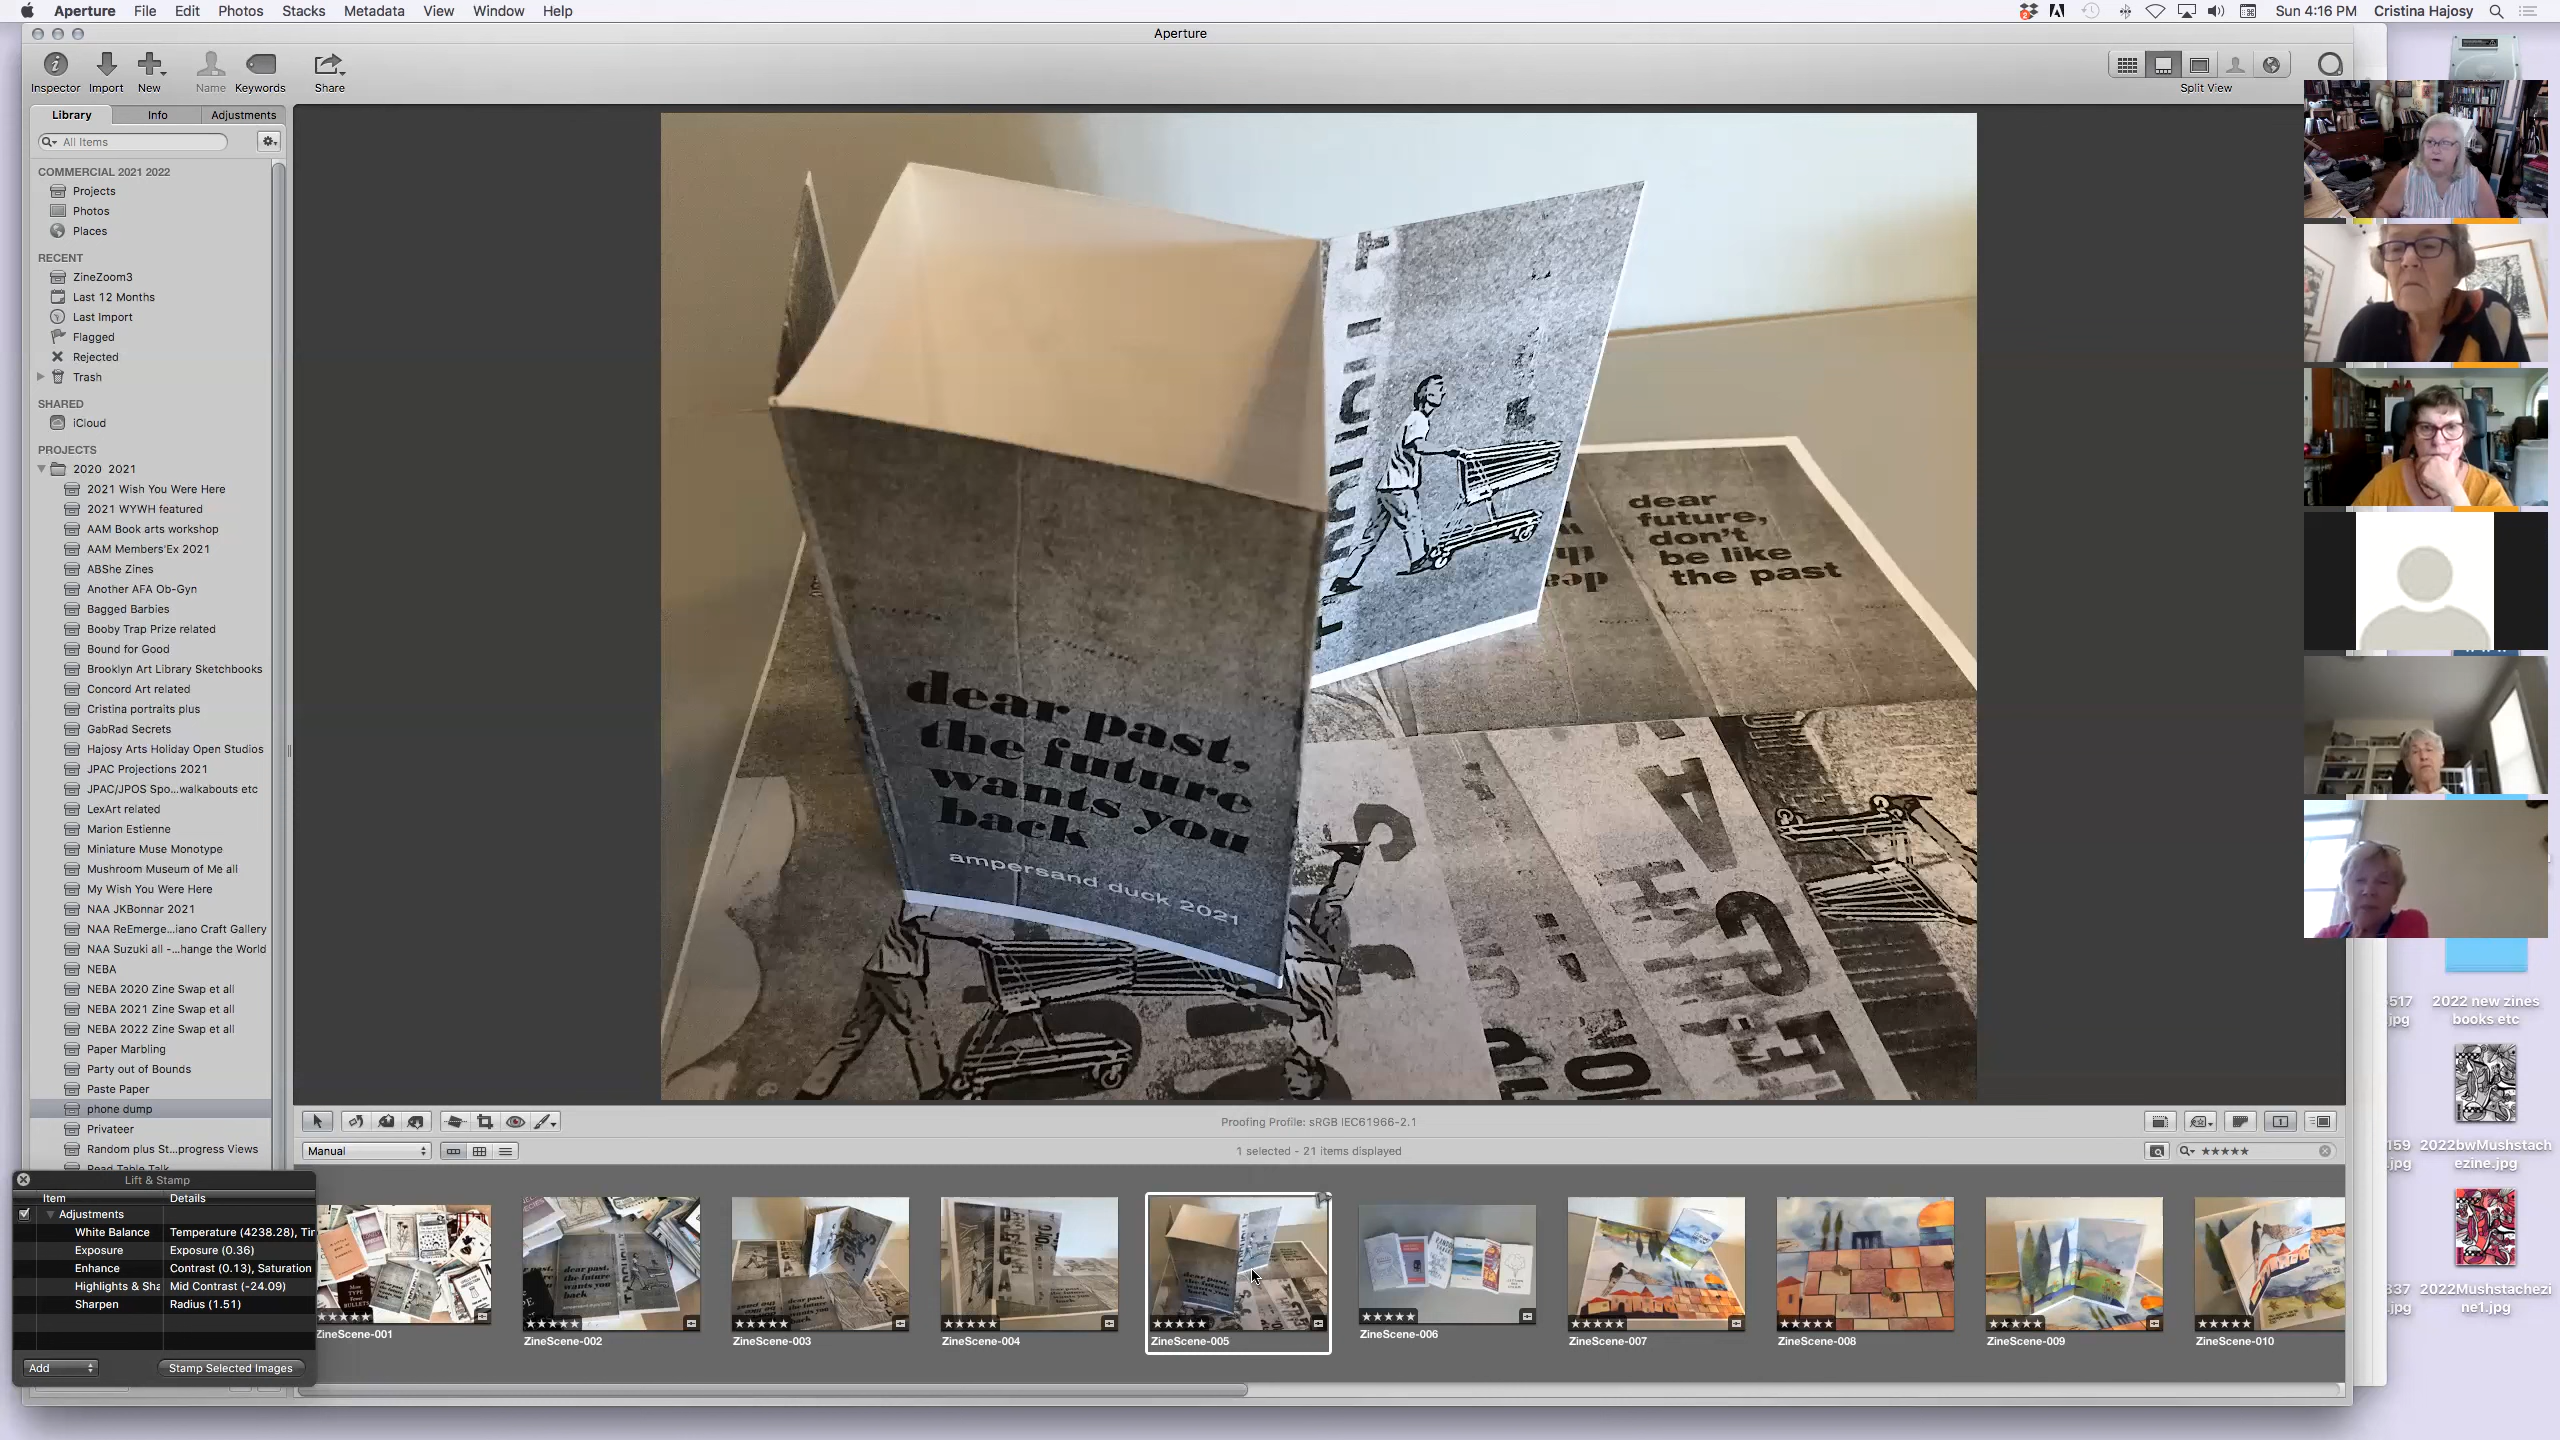 Aperture File Edit Photos Stacks Metadata View Window Help
Sun 4:16 PM Cristina Hajosy
Aperture
Inspector Import New Name Keywords Share
Split View
Library Info Adjustments
All Items
COMMERCIAL 2021 2022
Projects
Photos
Places
RECENT
ZineZoom3
Last 12 Months
Last Import
Flagged
Rejected
Trash
SHARED
iCloud
PROJECTS
2020 2021
2021 Wish You Were Here
2021 WYWH featured
AAM Book arts workshop
AAM Members'Ex 2021
ABShe Zines
Another AFA Ob-Gyn
Bagged Barbies
Booby Trap Prize related
Bound for Good
Brooklyn Art Library Sketchbooks
Concord Art related
Cristina portraits plus
GabRad Secrets
Hajosy Arts Holiday Open Studios
JPAC Projections 2021
JPAC/JPOS Spo...walkabouts etc
LexArt related
Marion Estienne
Miniature Muse Monotype
Mushroom Museum of Me all
My Wish You Were Here
NAA JKBonnar 2021
NAA ReEmerge...iano Craft Gallery
NAA Suzuki all -...hange the World
NEBA
NEBA 2020 Zine Swap et all
NEBA 2021 Zine Swap et all
NEBA 2022 Zine Swap et all
Paper Marbling
Party out of Bounds
Paste Paper
phone dump
Privateer
Random plus St...progress Views
Read Table Talk
dear
future,
don't
be like
the past
dear past,
the future
wants you
back
ampersand duck 2021
Proofing Profile: sRGB IEC61966-2.1
Manual
1 selected - 21 items displayed
★★★★★
Lift & Stamp
Item Details
Adjustments
White Balance Temperature (4238.28), Tin
Exposure Exposure (0.36)
Enhance Contrast (0.13), Saturation
Highlights & Sha Mid Contrast (-24.09)
Sharpen Radius (1.51)
Add Stamp Selected Images
ZineScene-001
ZineScene-002
ZineScene-003
ZineScene-004
ZineScene-005
ZineScene-006
ZineScene-007
ZineScene-008
ZineScene-009
ZineScene-010
517
jpg
2022 new zines
books etc
159
jpg
2022bwMushstach
ezine.jpg
337
jpg
2022Mushstachezi
ne1.jpg